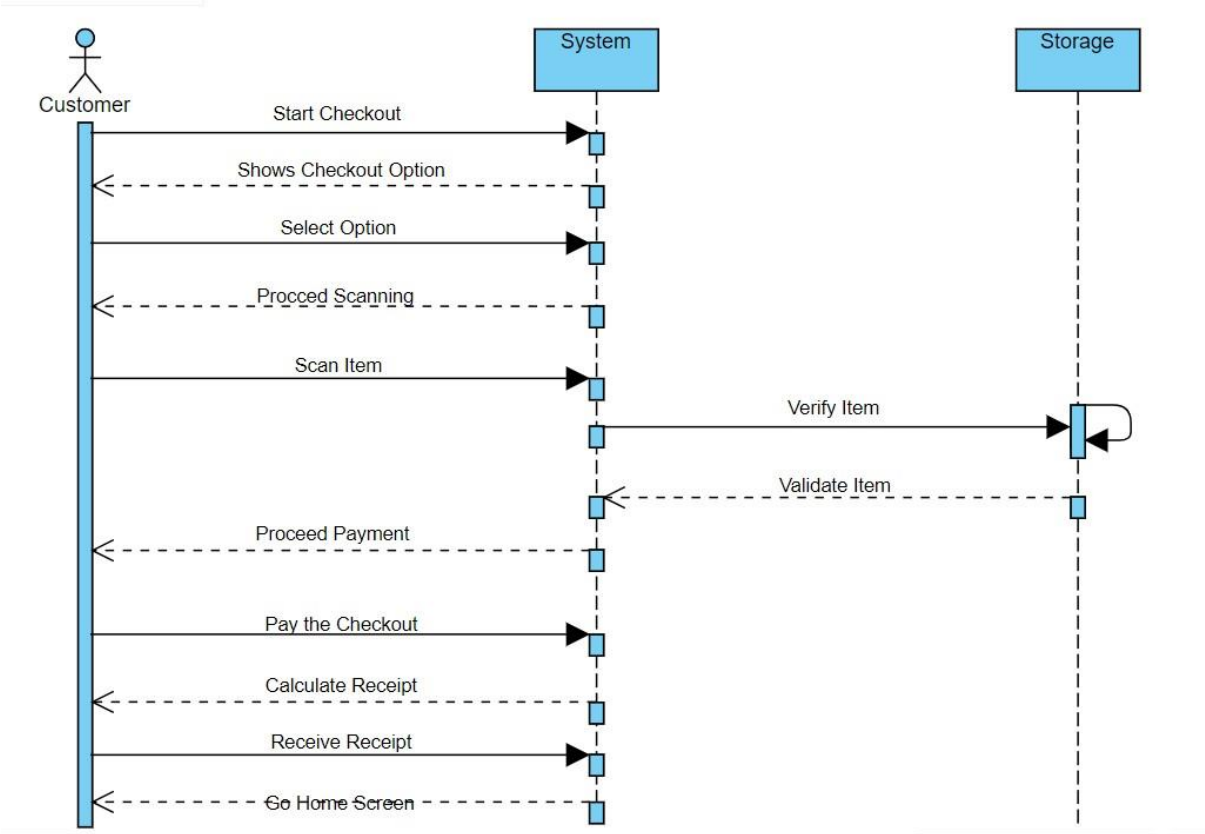 System
Storage
Customer
Start Checkout
Shows Checkout Option
Select Option
Procced Scanning
Scan Item
Verify Item
Validate Item
Proceed Payment
Pay the Checkout
Calculate Receipt
Receive Receipt
Go Home Screen